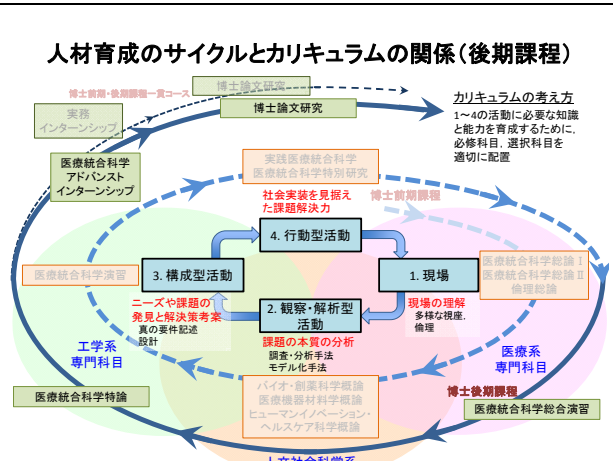 人材育成のサイクルとカリキュラムの関係（後期課程）
博士前期・後期課程一貫コース
博士論文研究
博士論文研究
実務
インターンシップ
医療統合科学
アドバンスト
インターンシップ
カリキュラムの考え方
1～4の活動に必要な知識
と能力を育成するために、
必修科目、選択科目を
適切に配置
実践医療統合科学
医療統合科学特別研究
社会実装を見据え
た課題解決力
博士前期課程
4. 行動型活動
医療統合科学演習
3. 構成型活動
1. 現場
医療統合科学総論Ⅰ
医療統合科学総論Ⅱ
倫理総論
ニーズや課題の
発見と解決策考案
真の要件記述
設計
2. 観察・解析型
活動
現場の理解
多様な視座、
倫理
課題の本質の分析
調査・分析手法
モデル化手法
工学系
専門科目
医療系
専門科目
バイオ・創薬科学概論
医療機器材料学概論
ヒューマンイノベーション・
ヘルスケア科学概論
博士後期課程
医療統合科学特論
医療統合科学総合演習
人文社会科学系